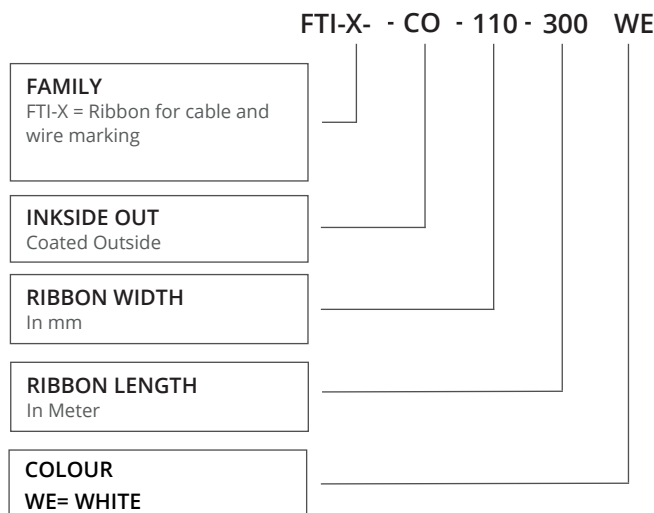 FTI-X- - CO - 110 - 300 WE
FAMILY
FTI-X = Ribbon for cable and
wire marking
INKSIDE OUT
Coated Outside
RIBBON WIDTH
In mm
RIBBON LENGTH
In Meter
COLOUR
WE= WHITE